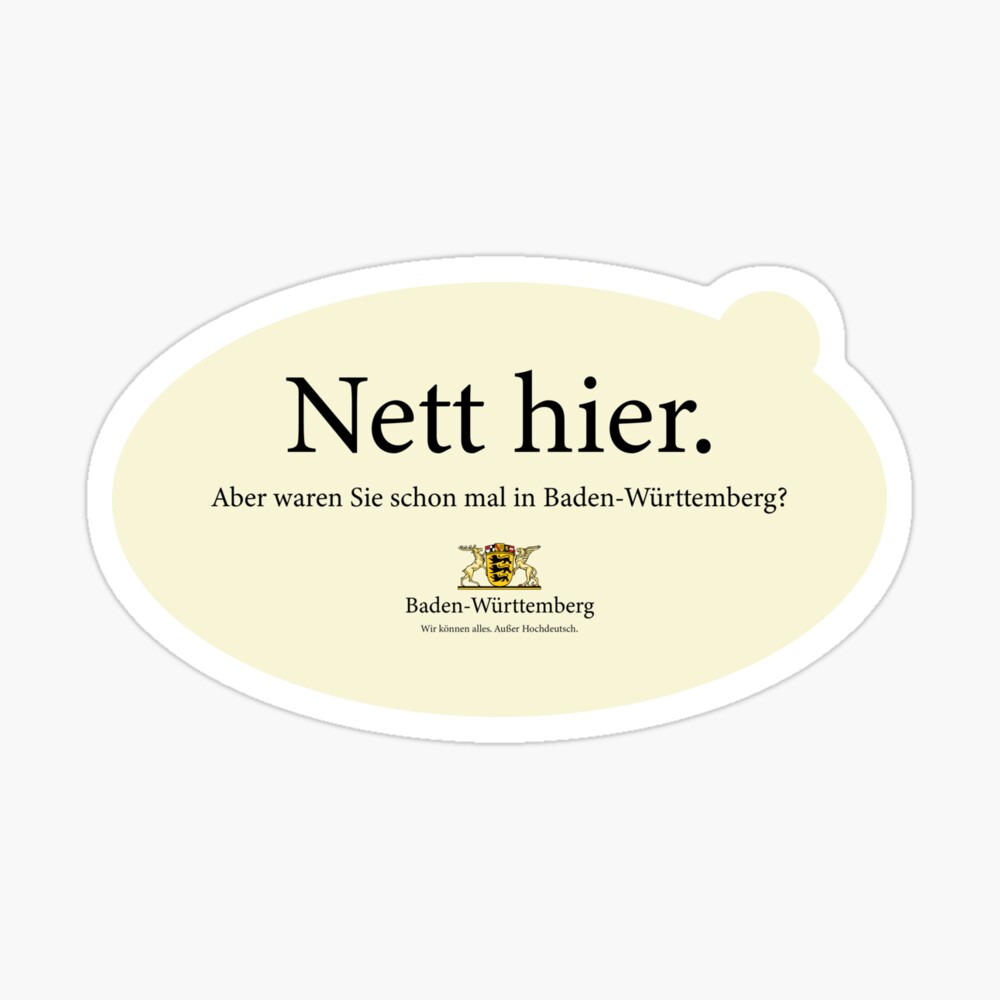 Nett hier.
Aber waren Sie schon mal in Baden-Württemberg?
Baden-Württemberg
Wir können alles. Außer Hochdeutsch.